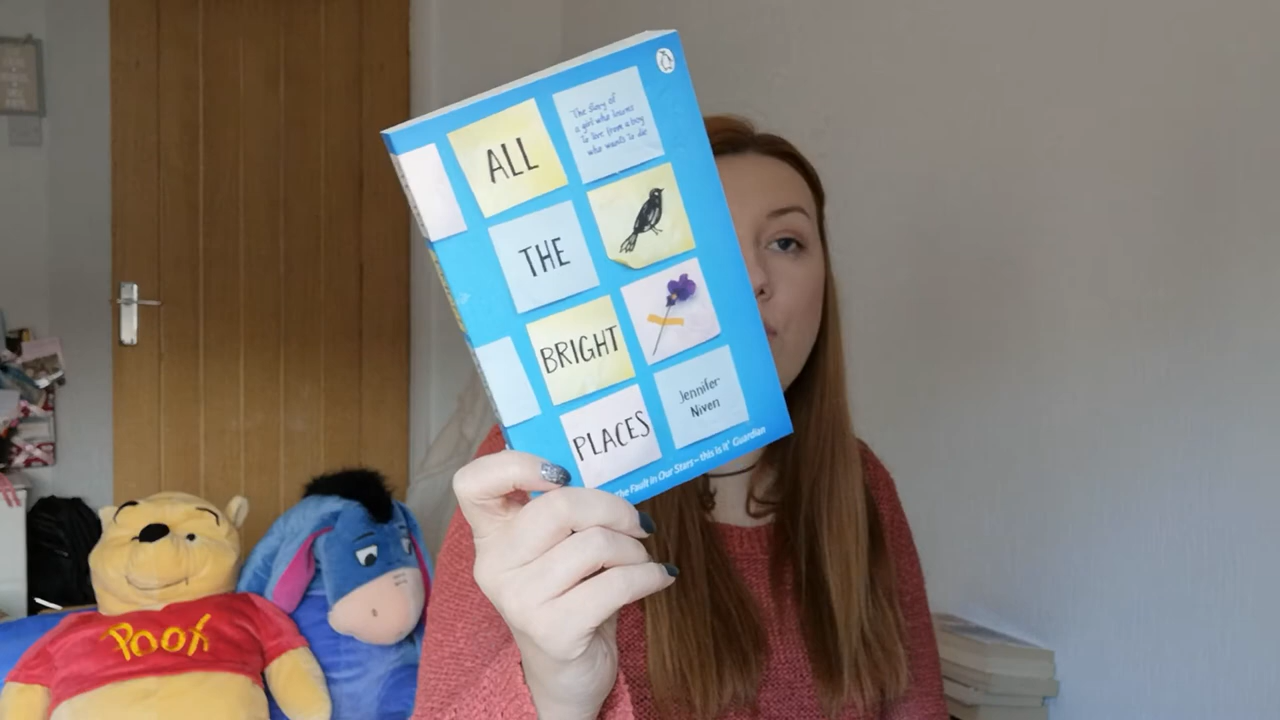 ALL
THE
BRIGHT
PLACES
The story of
a girl who learns
to live from a boy
who wants to die
Jennifer
Niven
The Fault in Our Stars – this is it' Guardian
Pooh